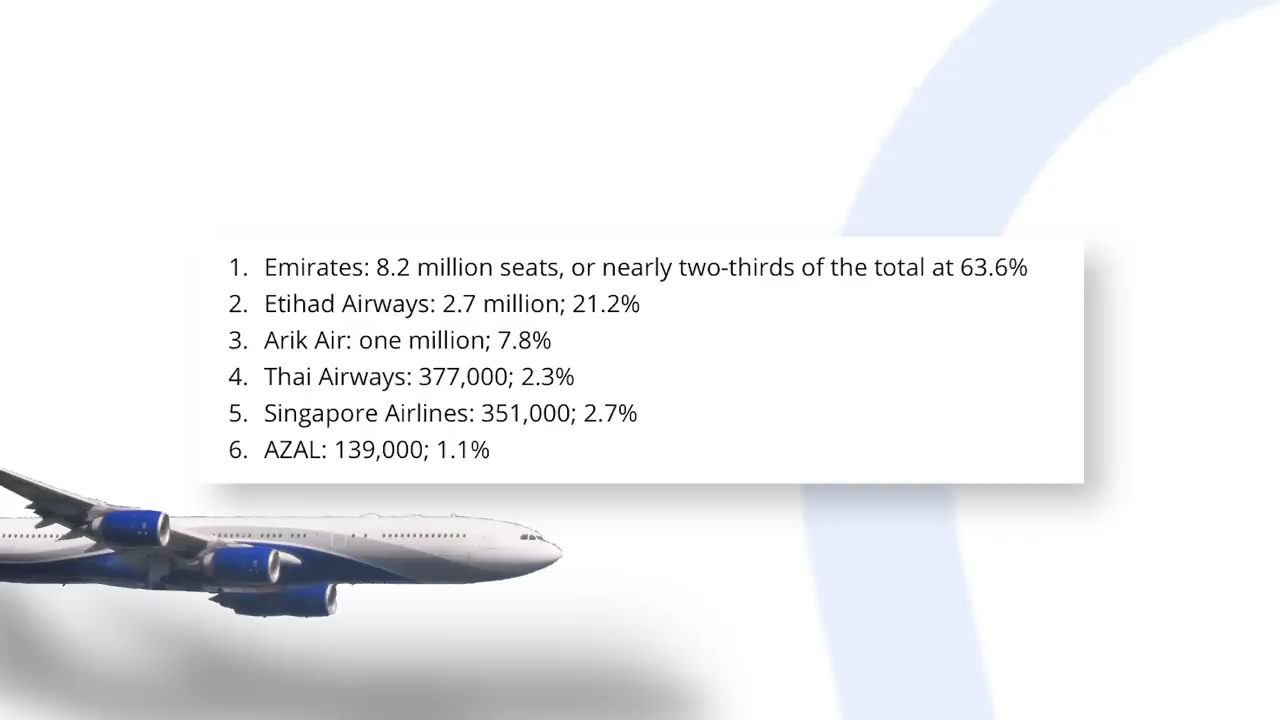 1. Emirates: 8.2 million seats, or nearly two-thirds of the total at 63.6%
2. Etihad Airways: 2.7 million; 21.2%
3. Arik Air: one million; 7.8%
4. Thai Airways: 377,000; 2.3%
5. Singapore Airlines: 351,000; 2.7%
6. AZAL: 139,000; 1.1%